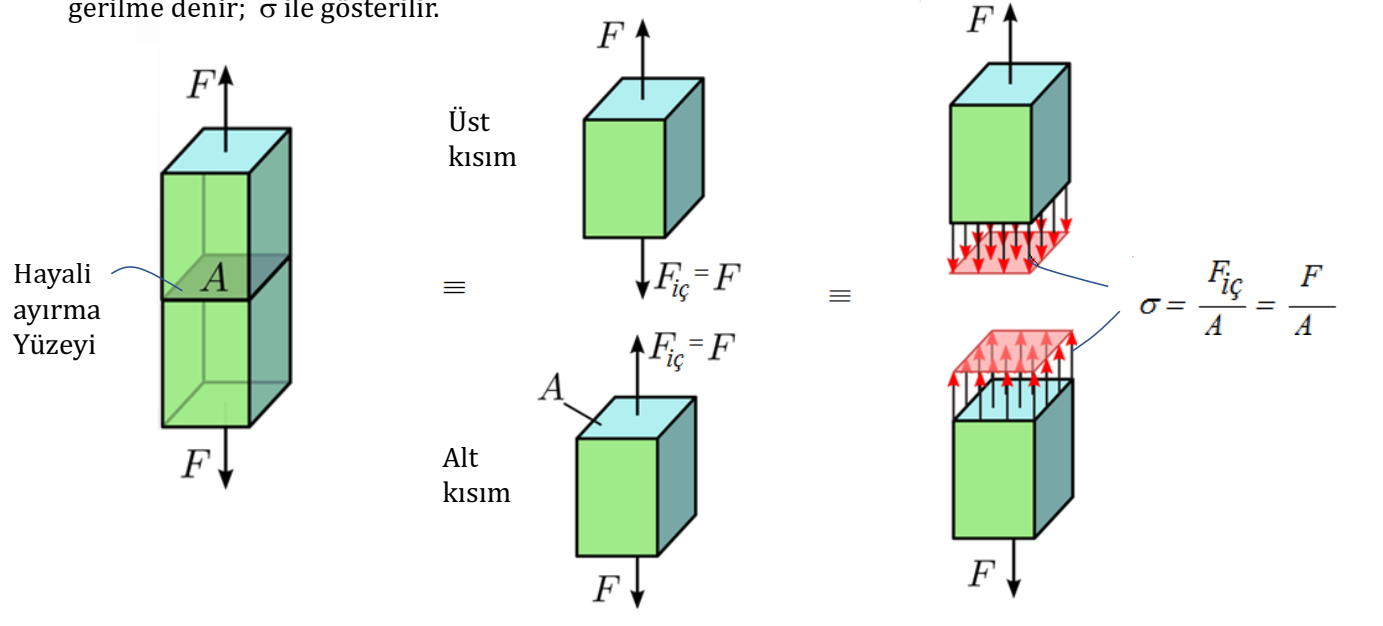 gerilme denir; σ ile gösterilir.
F
Hayali
ayırma
Yüzeyi
A
F
≡
F
Üst
kısım
F_iç = F
F_iç = F
A
Alt
kısım
F
≡
F
σ = F_iç / A = F / A
F